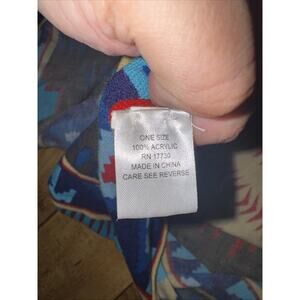 ONE SIZE
100% ACRYLIC
RN 17730
MADE IN CHINA
CARE SEE REVERSE